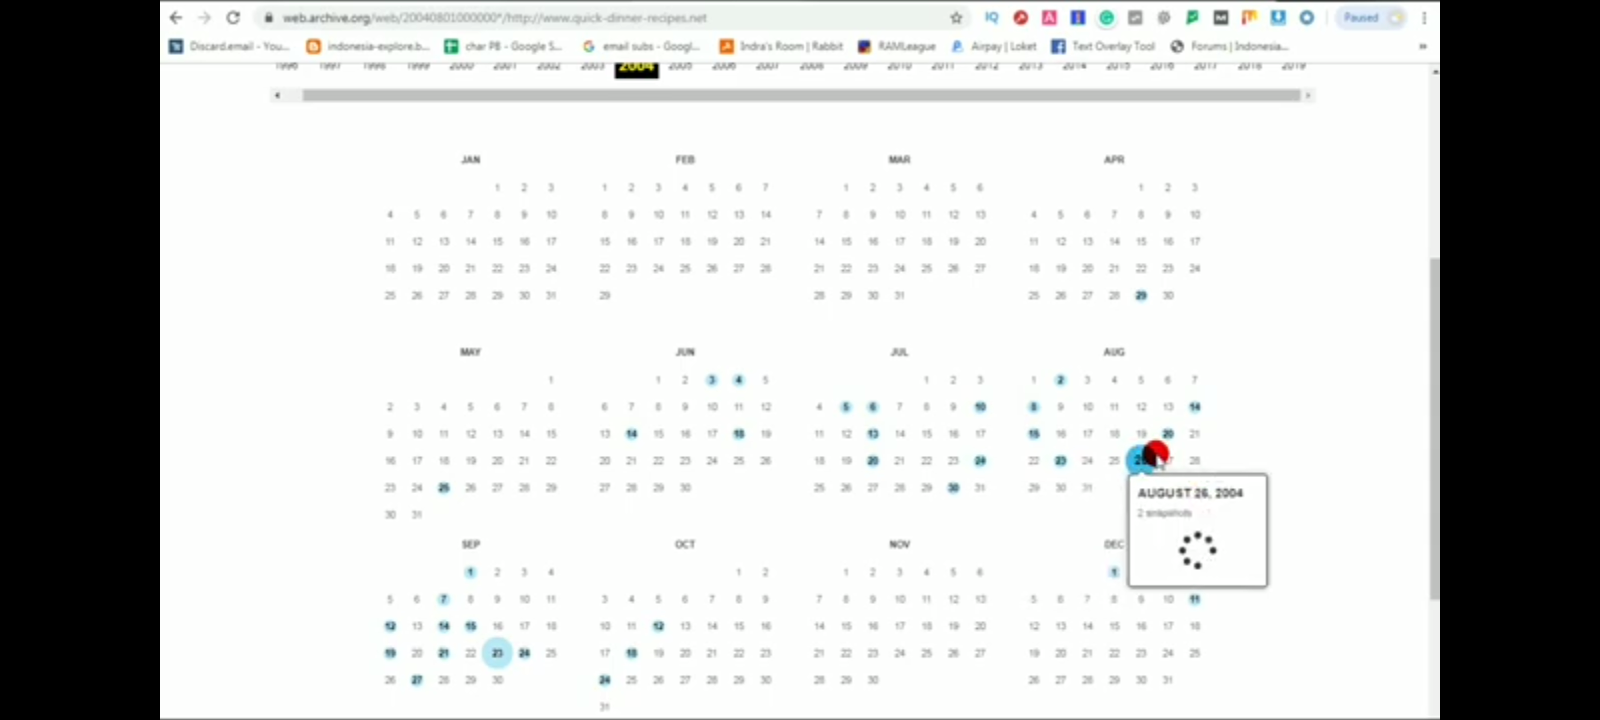 web.archive.org/web/20040801000000*/http://www.quick-dinner-recipes.net Paused
Discard.email - You... indonesia-explore.b... char PB - Google S... email subs - Googl... Indra's Room | Rabbit RAMLeague Airpay | Loket Text Overlay Tool Forums | Indonesia... »
1996 1997 1998 1999 2000 2001 2002 2003 2004 2005 2006 2007 2008 2009 2010 2011 2012 2013 2014 2015 2016 2017 2018 2019
JAN FEB MAR APR
1 2 3 1 2 3 4 5 6 7 1 2 3 4 5 6 1 2 3
4 5 6 7 8 9 10 8 9 10 11 12 13 14 7 8 9 10 11 12 13 4 5 6 7 8 9 10
11 12 13 14 15 16 17 15 16 17 18 19 20 21 14 15 16 17 18 19 20 11 12 13 14 15 16 17
18 19 20 21 22 23 24 22 23 24 25 26 27 28 21 22 23 24 25 26 27 18 19 20 21 22 23 24
25 26 27 28 29 30 31 29 28 29 30 31 25 26 27 28 29 30
MAY JUN JUL AUG
1 1 2 3 4 5 1 2 3 1 2 3 4 5 6 7
2 3 4 5 6 7 8 6 7 8 9 10 11 12 4 5 6 7 8 9 10 8 9 10 11 12 13 14
9 10 11 12 13 14 15 13 14 15 16 17 18 19 11 12 13 14 15 16 17 15 16 17 18 19 20 21
16 17 18 19 20 21 22 20 21 22 23 24 25 26 18 19 20 21 22 23 24 22 23 24 25 28
23 24 25 26 27 28 29 27 28 29 30 25 26 27 28 29 30 31 29 30 31
30 31
AUGUST 26, 2004
2 snapshots
SEP OCT NOV DEC
1 2 3 4 1 2 1 2 3 4 5 6 1
5 6 7 8 9 10 11 3 4 5 6 7 8 9 7 8 9 10 11 12 13 5 6 7 8 9 10 11
12 13 14 15 16 17 18 10 11 12 13 14 15 16 14 15 16 17 18 19 20 12 13 14 15 16 17 18
19 20 21 22 23 24 25 17 18 19 20 21 22 23 21 22 23 24 25 26 27 19 20 21 22 23 24 25
26 27 28 29 30 24 25 26 27 28 29 30 28 29 30 26 27 28 29 30 31
31